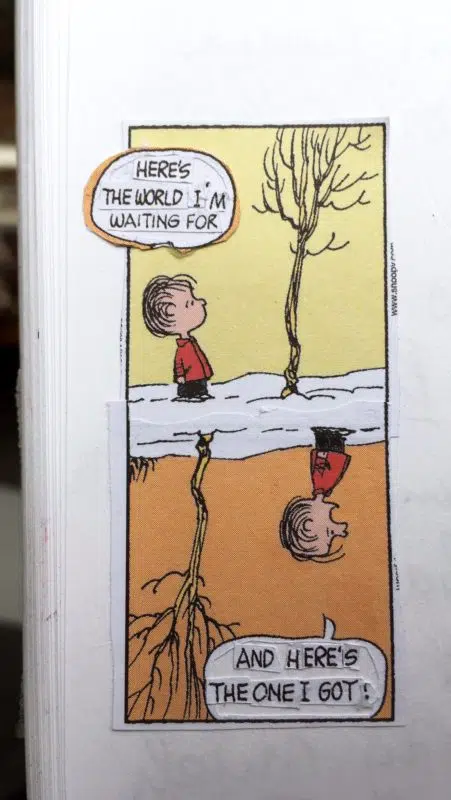 HERE'S
THE WORLD I'M
WAITING FOR
www.snoopy.com
AND HERE'S
THE ONE I GOT!